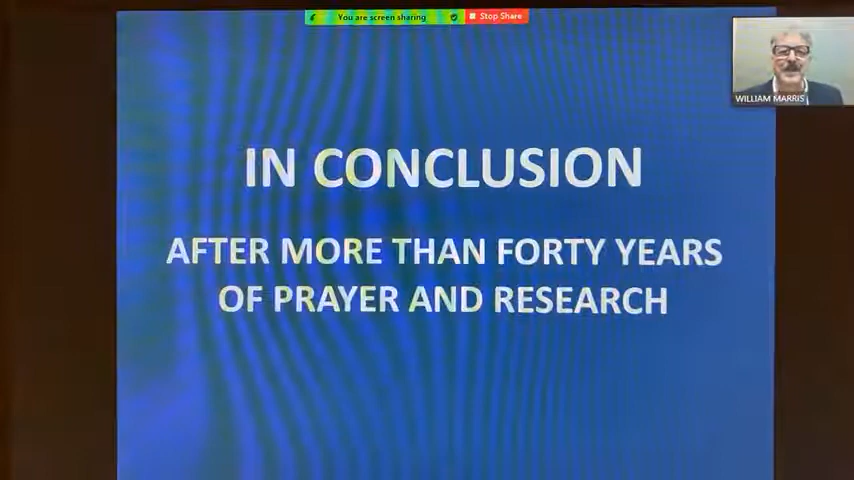 You are screen sharing
Stop Share
WILLIAM MARRIS
IN CONCLUSION
AFTER MORE THAN FORTY YEARS
OF PRAYER AND RESEARCH